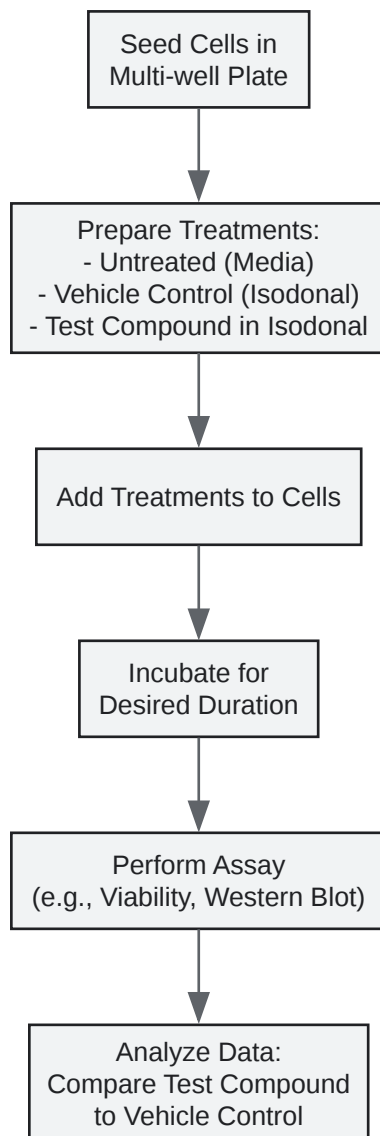 Seed Cells in
Multi-well Plate
Prepare Treatments:
- Untreated (Media)
- Vehicle Control (Isodonal)
- Test Compound in Isodonal
Add Treatments to Cells
Incubate for
Desired Duration
Perform Assay
(e.g., Viability, Western Blot)
Analyze Data:
Compare Test Compound
to Vehicle Control